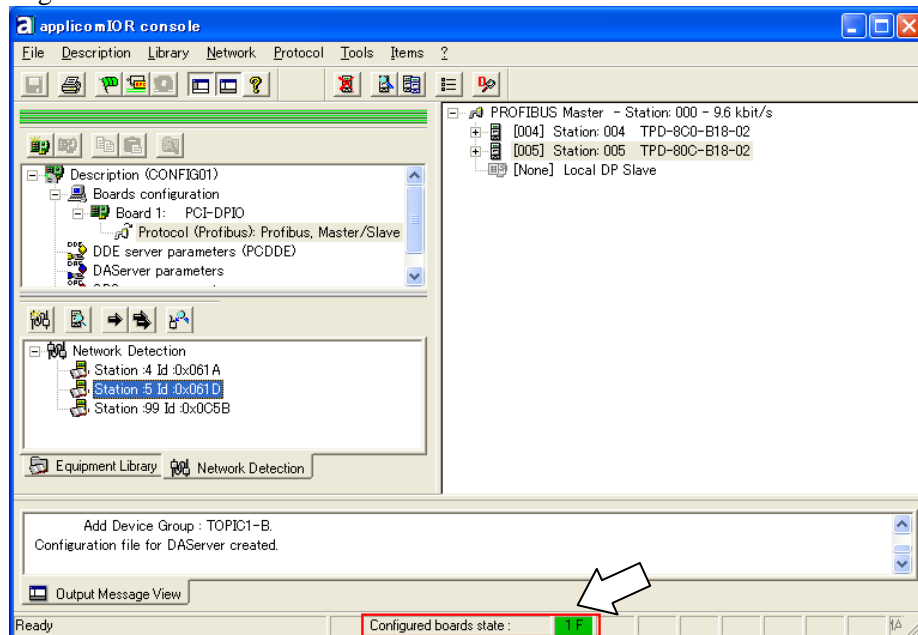 applicomIOR console
File Description Library Network Protocol Tools Items ?
PROFIBUS Master - Station: 000 - 9.6 kbit/s
[004] Station: 004 TPD-8C0-B18-02
[005] Station: 005 TPD-80C-B18-02
[None] Local DP Slave
Description (CONFIG01)
Boards configuration
Board 1: PCI-DPIO
Protocol (Profibus): Profibus, Master/Slave
DDE server parameters (PCDDE)
DAServer parameters
Network Detection
Station :4 Id :0x061A
Station :5 Id :0x061D
Station :99 Id :0x0C5B
Equipment Library Network Detection
Add Device Group : TOPIC1-B.
Configuration file for DAServer created.
Output Message View
Ready Configured boards state : 1 F